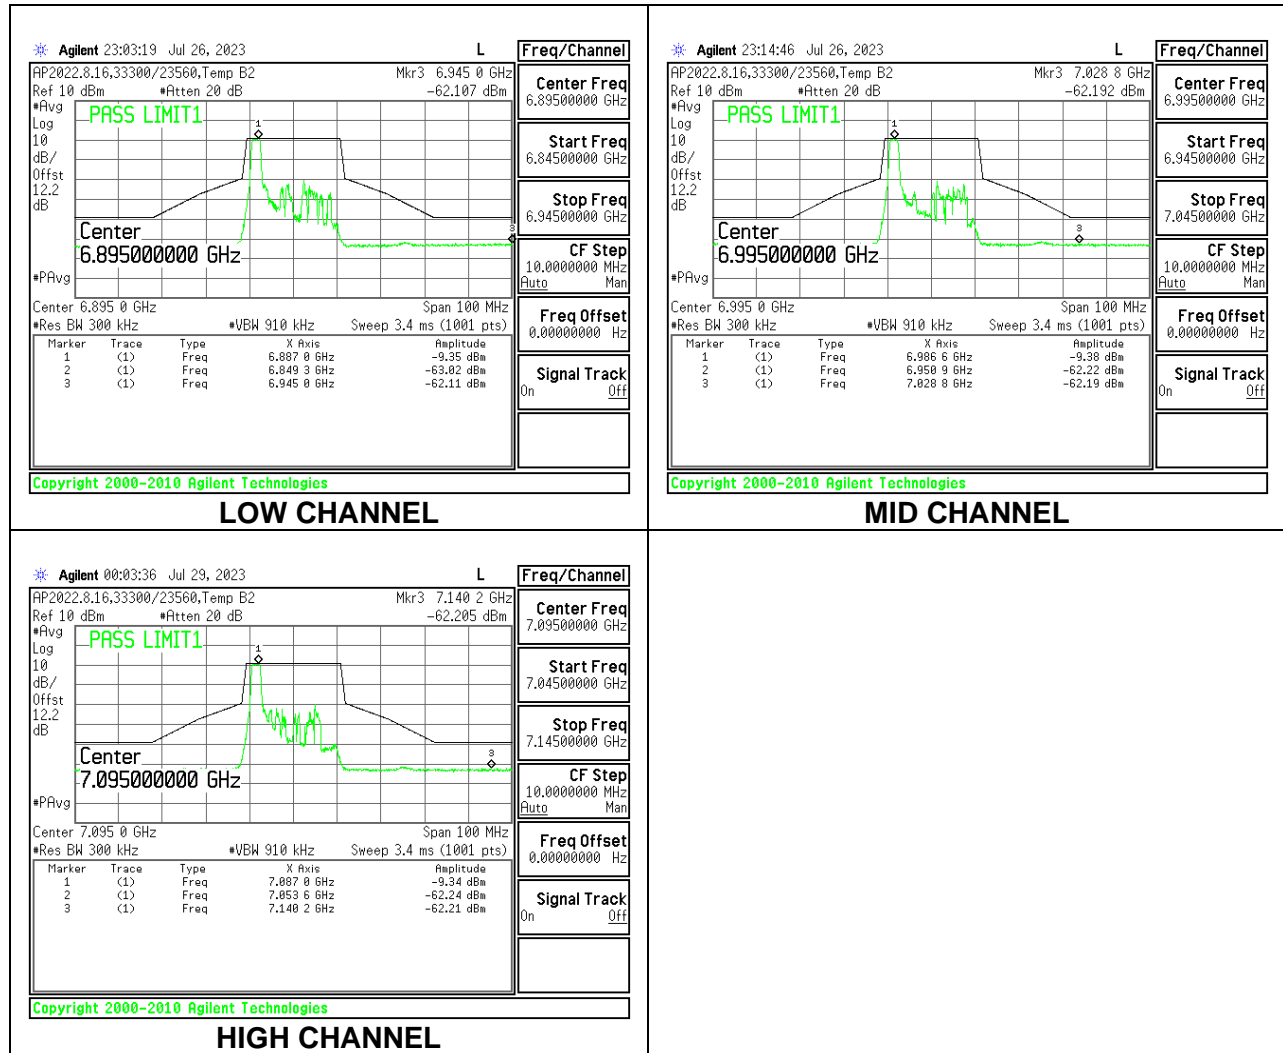 Agilent 23:03:19 Jul 26, 2023 L Freq/Channel
AP2022.8.16,33300/23560,Temp B2 Mkr3 6.945 0 GHz
Ref 10 dBm #Atten 20 dB -62.107 dBm
#Avg
Log
10
dB/
Offst
12.2
dB
#PAvg
PASS LIMIT1
1
3
Center
6.895000000 GHz
Center 6.895 0 GHz Span 100 MHz
#Res BW 300 kHz #VBW 910 kHz Sweep 3.4 ms (1001 pts)
Marker Trace Type X Axis Amplitude
1 (1) Freq 6.887 0 GHz -9.35 dBm
2 (1) Freq 6.849 3 GHz -63.02 dBm
3 (1) Freq 6.945 0 GHz -62.11 dBm
Center Freq
6.89500000 GHz
Start Freq
6.84500000 GHz
Stop Freq
6.94500000 GHz
CF Step
10.0000000 MHz
Auto Man
Freq Offset
0.00000000 Hz
Signal Track
On Off
Copyright 2000-2010 Agilent Technologies
LOW CHANNEL
Agilent 23:14:46 Jul 26, 2023 L Freq/Channel
AP2022.8.16,33300/23560,Temp B2 Mkr3 7.028 8 GHz
Ref 10 dBm #Atten 20 dB -62.192 dBm
#Avg
Log
10
dB/
Offst
12.2
dB
#PAvg
PASS LIMIT1
1
3
Center
6.995000000 GHz
Center 6.995 0 GHz Span 100 MHz
#Res BW 300 kHz #VBW 910 kHz Sweep 3.4 ms (1001 pts)
Marker Trace Type X Axis Amplitude
1 (1) Freq 6.986 6 GHz -9.38 dBm
2 (1) Freq 6.950 9 GHz -62.22 dBm
3 (1) Freq 7.028 8 GHz -62.19 dBm
Center Freq
6.99500000 GHz
Start Freq
6.94500000 GHz
Stop Freq
7.04500000 GHz
CF Step
10.0000000 MHz
Auto Man
Freq Offset
0.00000000 Hz
Signal Track
On Off
Copyright 2000-2010 Agilent Technologies
MID CHANNEL
Agilent 00:03:36 Jul 29, 2023 L Freq/Channel
AP2022.8.16,33300/23560,Temp B2 Mkr3 7.140 2 GHz
Ref 10 dBm #Atten 20 dB -62.205 dBm
#Avg
Log
10
dB/
Offst
12.2
dB
#PAvg
PASS LIMIT1
1
3
Center
7.095000000 GHz
Center 7.095 0 GHz Span 100 MHz
#Res BW 300 kHz #VBW 910 kHz Sweep 3.4 ms (1001 pts)
Marker Trace Type X Axis Amplitude
1 (1) Freq 7.087 0 GHz -9.34 dBm
2 (1) Freq 7.053 6 GHz -62.24 dBm
3 (1) Freq 7.140 2 GHz -62.21 dBm
Center Freq
7.09500000 GHz
Start Freq
7.04500000 GHz
Stop Freq
7.14500000 GHz
CF Step
10.0000000 MHz
Auto Man
Freq Offset
0.00000000 Hz
Signal Track
On Off
Copyright 2000-2010 Agilent Technologies
HIGH CHANNEL